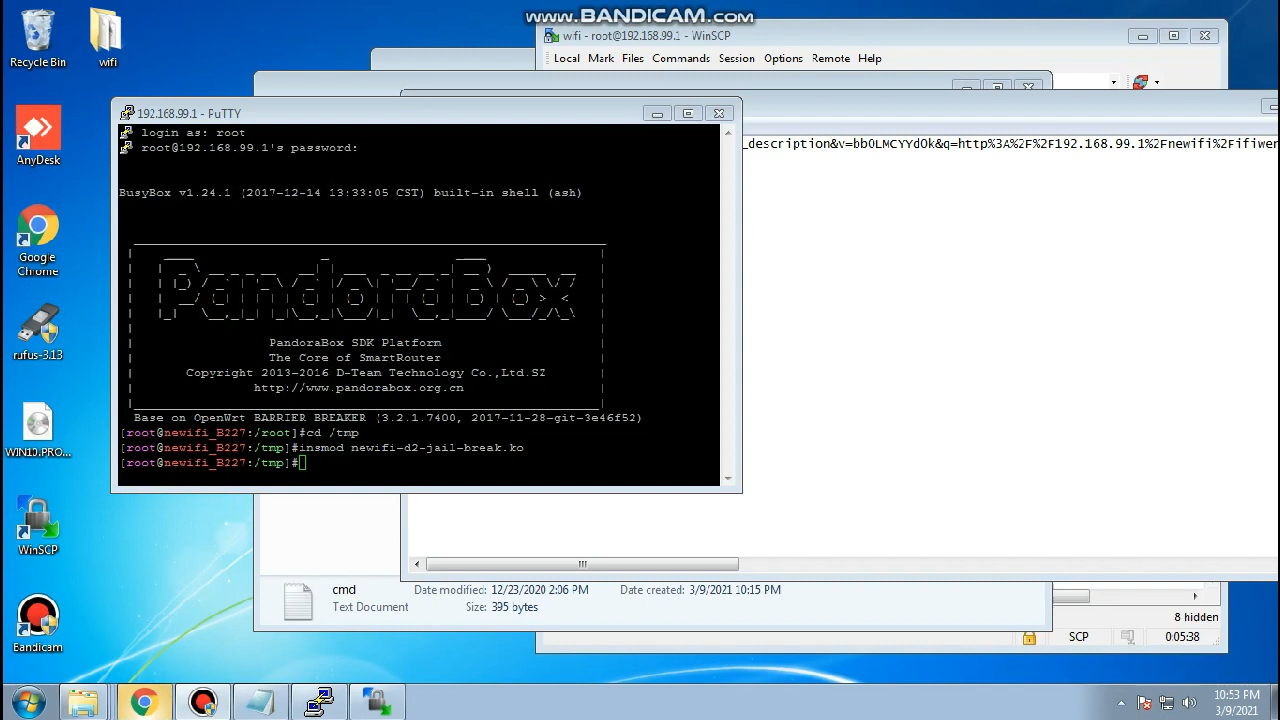 www.BANDICAM.com
wifi - root@192.168.99.1 - WinSCP
Local Mark Files Commands Session Options Remote Help
Recycle Bin
wifi
AnyDesk
Google
Chrome
rufus-3.13
WIN10.PRO...
WinSCP
Bandicam
192.168.99.1 - PuTTY
login as: root
root@192.168.99.1's password:
BusyBox v1.24.1 (2017-12-14 13:33:05 CST) built-in shell (ash)
PandoraBox
PandoraBox SDK Platform
The Core of SmartRouter
Copyright 2013-2016 D-Team Technology Co.,Ltd.SZ
http://www.pandorabox.org.cn
Base on OpenWrt BARRIER BREAKER (3.2.1.7400, 2017-11-28-git-3e46f52)
[root@newifi_B227:/root]#cd /tmp
[root@newifi_B227:/tmp]#insmod newifi-d2-jail-break.ko
[root@newifi_B227:/tmp]#
_description&v=bb0LMCYYdOk&q=http%3A%2F%2F192.168.99.1%2Fnewifi%2Fifiwer
cmd
Text Document
Date modified: 12/23/2020 2:06 PM
Size: 395 bytes
Date created: 3/9/2021 10:15 PM
8 hidden
SCP
0:05:38
10:53 PM
3/9/2021